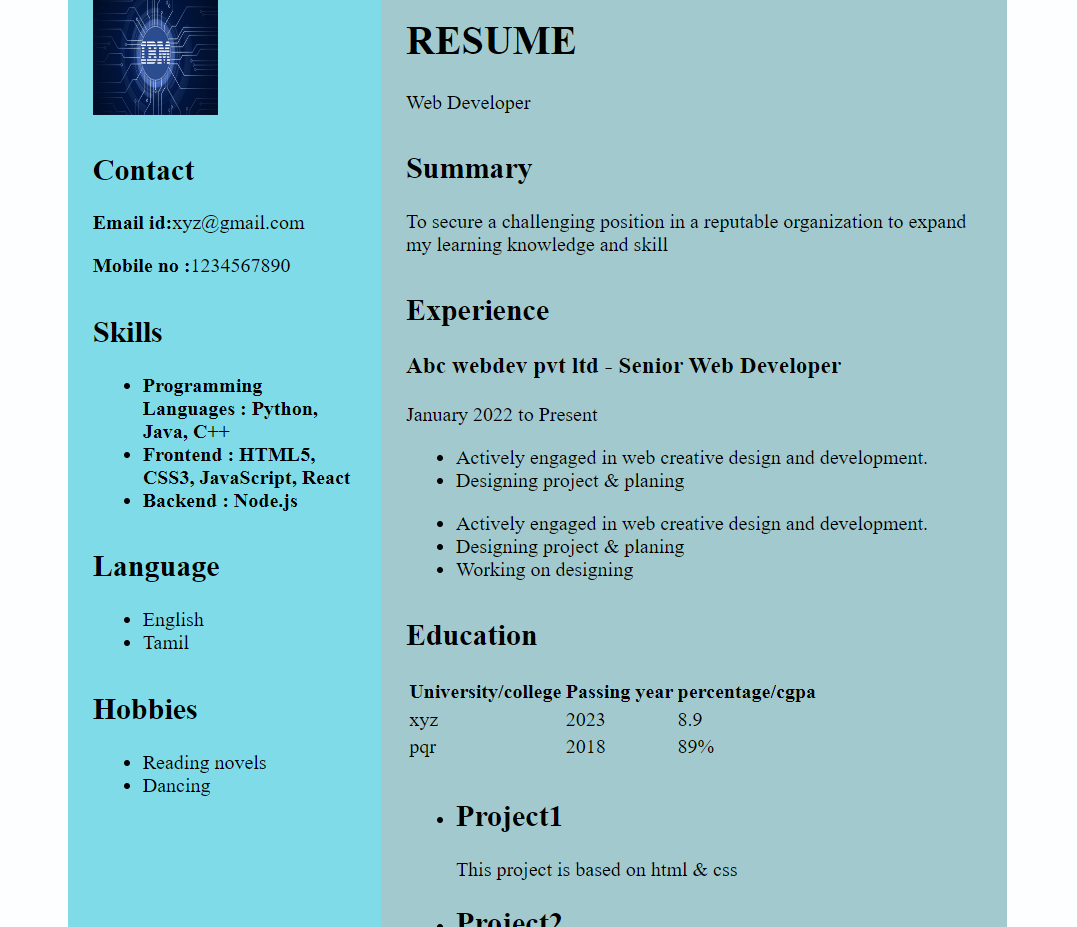 IBM
Contact
Email id:xyz@gmail.com
Mobile no :1234567890
Skills
• Programming
Languages : Python,
Java, C++
• Frontend : HTML5,
CSS3, JavaScript, React
• Backend : Node.js
Language
• English
• Tamil
Hobbies
• Reading novels
• Dancing
RESUME
Web Developer
Summary
To secure a challenging position in a reputable organization to expand
my learning knowledge and skill
Experience
Abc webdev pvt ltd - Senior Web Developer
January 2022 to Present
• Actively engaged in web creative design and development.
• Designing project & planing
• Actively engaged in web creative design and development.
• Designing project & planing
• Working on designing
Education
University/college Passing year percentage/cgpa
xyz 2023 8.9
pqr 2018 89%
• Project1
This project is based on html & css
• Project2